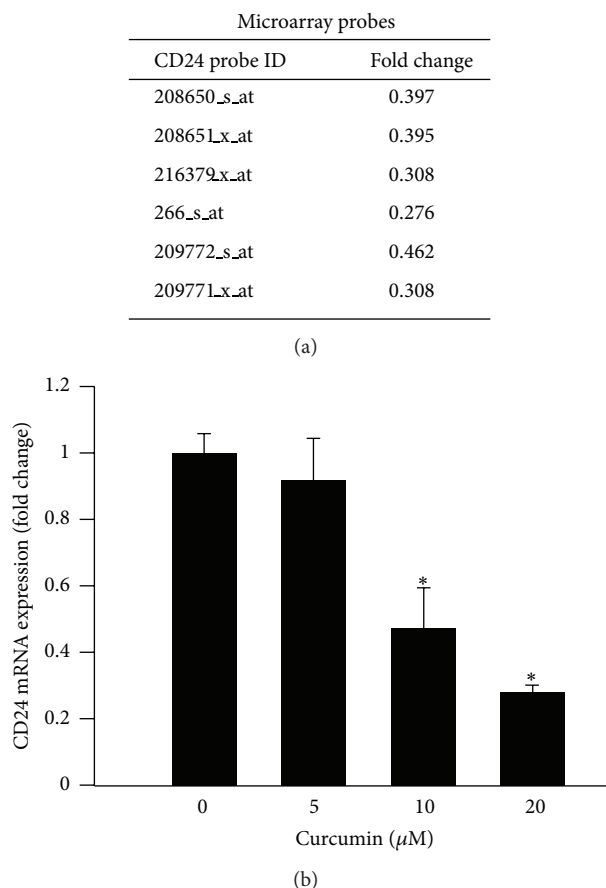 Microarray probes
CD24 probe ID Fold change
208650_s_at 0.397
208651_x_at 0.395
216379_x_at 0.308
266_s_at 0.276
209772_s_at 0.462
209771_x_at 0.308
(a)
CD24 mRNA expression (fold change)
1.2
1
0.8
0.6
0.4
0.2
0
* *
0 5 10 20
Curcumin (μM)
(b)